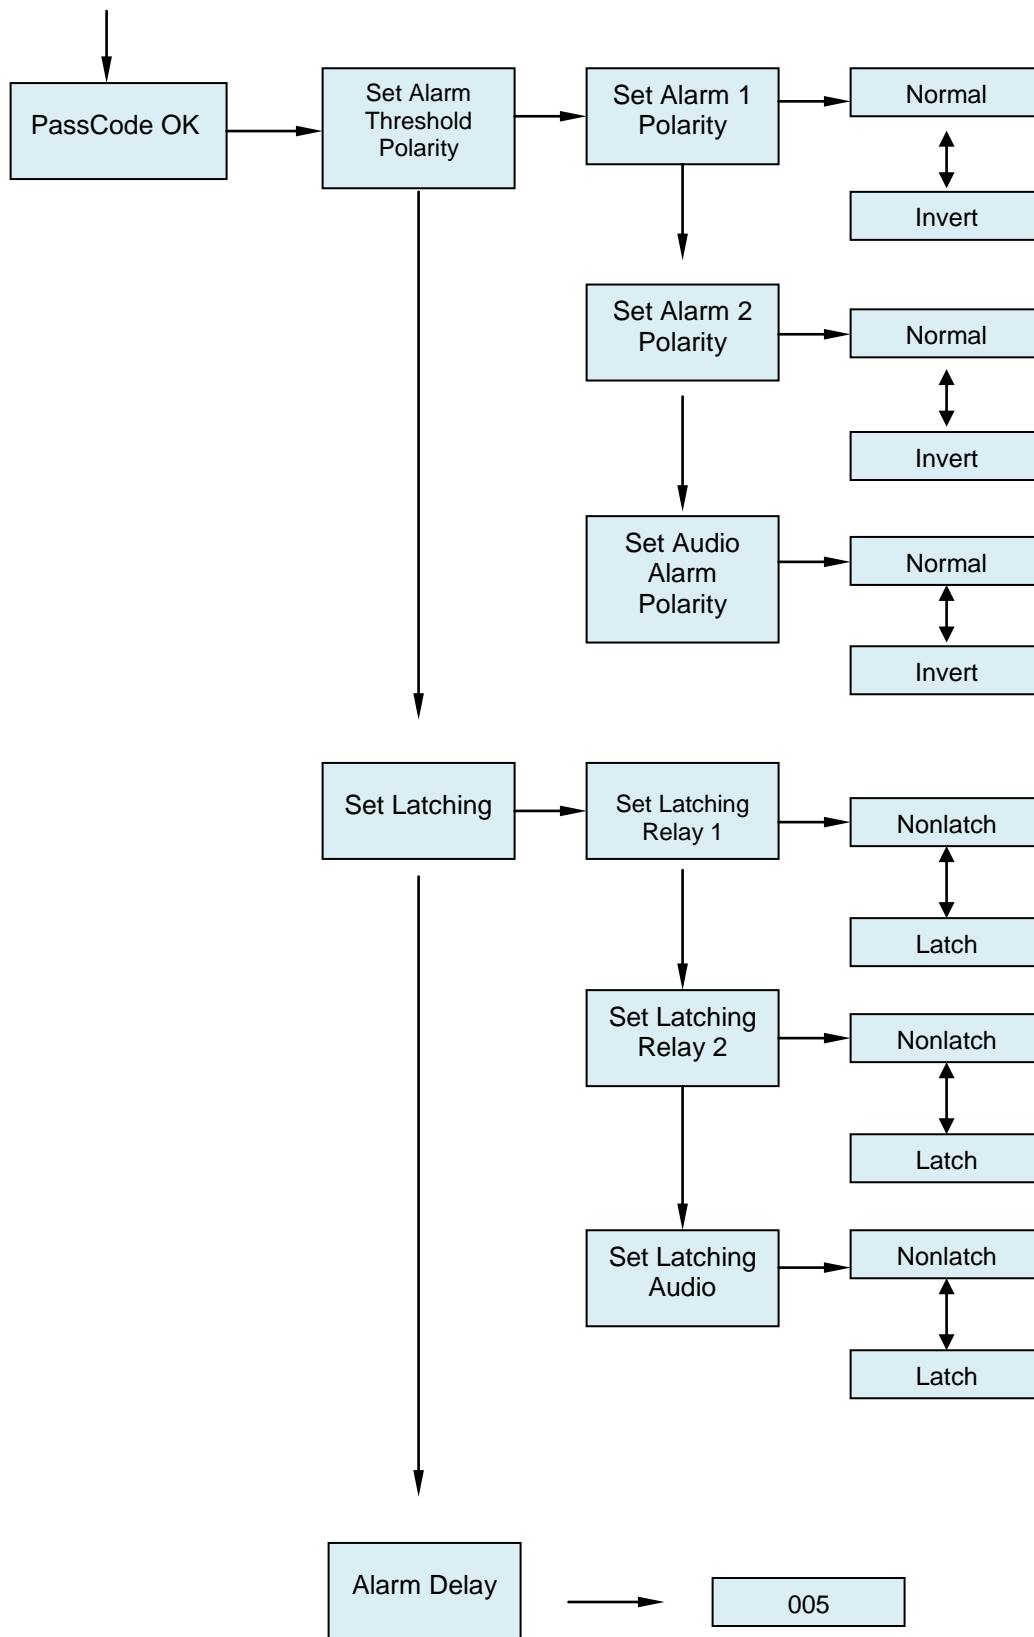 PassCode OK
Set Alarm
Threshold
Polarity
Set Alarm 1
Polarity
Normal
Invert
Set Alarm 2
Polarity
Normal
Invert
Set Audio
Alarm
Polarity
Normal
Invert
Set Latching
Set Latching
Relay 1
Nonlatch
Latch
Set Latching
Relay 2
Nonlatch
Latch
Set Latching
Audio
Nonlatch
Latch
Alarm Delay
005